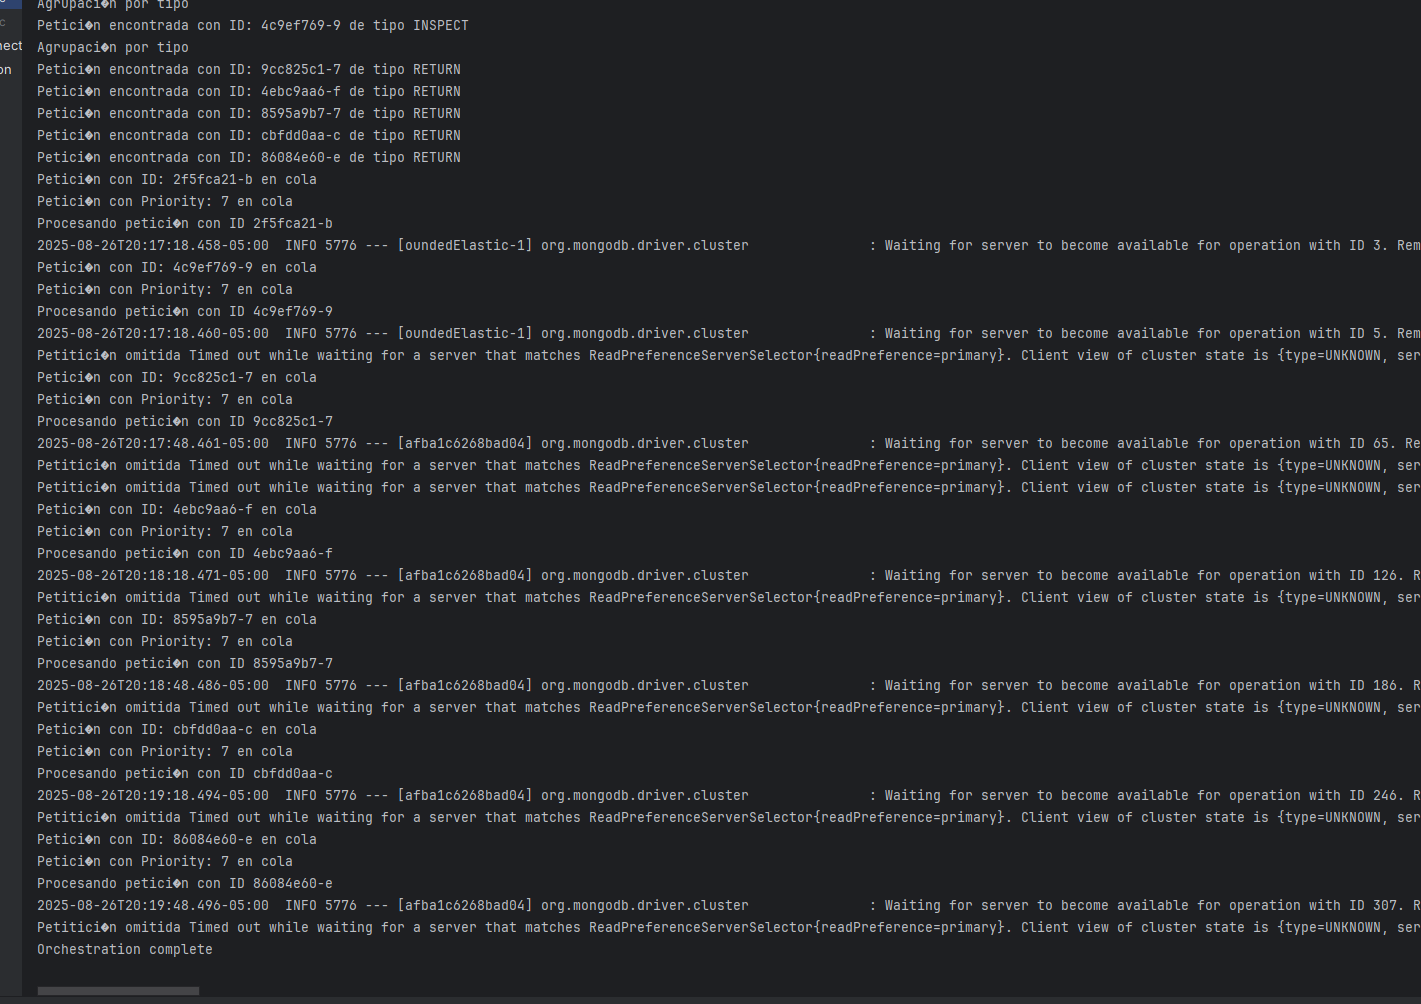 c
nect
on
Agrupaci�n por tipo
Petici�n encontrada con ID: 4c9ef769-9 de tipo INSPECT
Agrupaci�n por tipo
Petici�n encontrada con ID: 9cc825c1-7 de tipo RETURN
Petici�n encontrada con ID: 4ebc9aa6-f de tipo RETURN
Petici�n encontrada con ID: 8595a9b7-7 de tipo RETURN
Petici�n encontrada con ID: cbfdd0aa-c de tipo RETURN
Petici�n encontrada con ID: 86084e60-e de tipo RETURN
Petici�n con ID: 2f5fca21-b en cola
Petici�n con Priority: 7 en cola
Procesando petici�n con ID 2f5fca21-b
2025-08-26T20:17:18.458-05:00  INFO 5776 --- [oundedElastic-1] org.mongodb.driver.cluster               : Waiting for server to become available for operation with ID 3. Rem
Petici�n con ID: 4c9ef769-9 en cola
Petici�n con Priority: 7 en cola
Procesando petici�n con ID 4c9ef769-9
2025-08-26T20:17:18.460-05:00  INFO 5776 --- [oundedElastic-1] org.mongodb.driver.cluster               : Waiting for server to become available for operation with ID 5. Rem
Petitici�n omitida Timed out while waiting for a server that matches ReadPreferenceServerSelector{readPreference=primary}. Client view of cluster state is {type=UNKNOWN, ser
Petici�n con ID: 9cc825c1-7 en cola
Petici�n con Priority: 7 en cola
Procesando petici�n con ID 9cc825c1-7
2025-08-26T20:17:48.461-05:00  INFO 5776 --- [afba1c6268bad04] org.mongodb.driver.cluster               : Waiting for server to become available for operation with ID 65. Re
Petitici�n omitida Timed out while waiting for a server that matches ReadPreferenceServerSelector{readPreference=primary}. Client view of cluster state is {type=UNKNOWN, ser
Petitici�n omitida Timed out while waiting for a server that matches ReadPreferenceServerSelector{readPreference=primary}. Client view of cluster state is {type=UNKNOWN, ser
Petici�n con ID: 4ebc9aa6-f en cola
Petici�n con Priority: 7 en cola
Procesando petici�n con ID 4ebc9aa6-f
2025-08-26T20:18:18.471-05:00  INFO 5776 --- [afba1c6268bad04] org.mongodb.driver.cluster               : Waiting for server to become available for operation with ID 126. R
Petitici�n omitida Timed out while waiting for a server that matches ReadPreferenceServerSelector{readPreference=primary}. Client view of cluster state is {type=UNKNOWN, ser
Petici�n con ID: 8595a9b7-7 en cola
Petici�n con Priority: 7 en cola
Procesando petici�n con ID 8595a9b7-7
2025-08-26T20:18:48.486-05:00  INFO 5776 --- [afba1c6268bad04] org.mongodb.driver.cluster               : Waiting for server to become available for operation with ID 186. R
Petitici�n omitida Timed out while waiting for a server that matches ReadPreferenceServerSelector{readPreference=primary}. Client view of cluster state is {type=UNKNOWN, ser
Petici�n con ID: cbfdd0aa-c en cola
Petici�n con Priority: 7 en cola
Procesando petici�n con ID cbfdd0aa-c
2025-08-26T20:19:18.494-05:00  INFO 5776 --- [afba1c6268bad04] org.mongodb.driver.cluster               : Waiting for server to become available for operation with ID 246. R
Petitici�n omitida Timed out while waiting for a server that matches ReadPreferenceServerSelector{readPreference=primary}. Client view of cluster state is {type=UNKNOWN, ser
Petici�n con ID: 86084e60-e en cola
Petici�n con Priority: 7 en cola
Procesando petici�n con ID 86084e60-e
2025-08-26T20:19:48.496-05:00  INFO 5776 --- [afba1c6268bad04] org.mongodb.driver.cluster               : Waiting for server to become available for operation with ID 307. R
Petitici�n omitida Timed out while waiting for a server that matches ReadPreferenceServerSelector{readPreference=primary}. Client view of cluster state is {type=UNKNOWN, ser
Orchestration complete